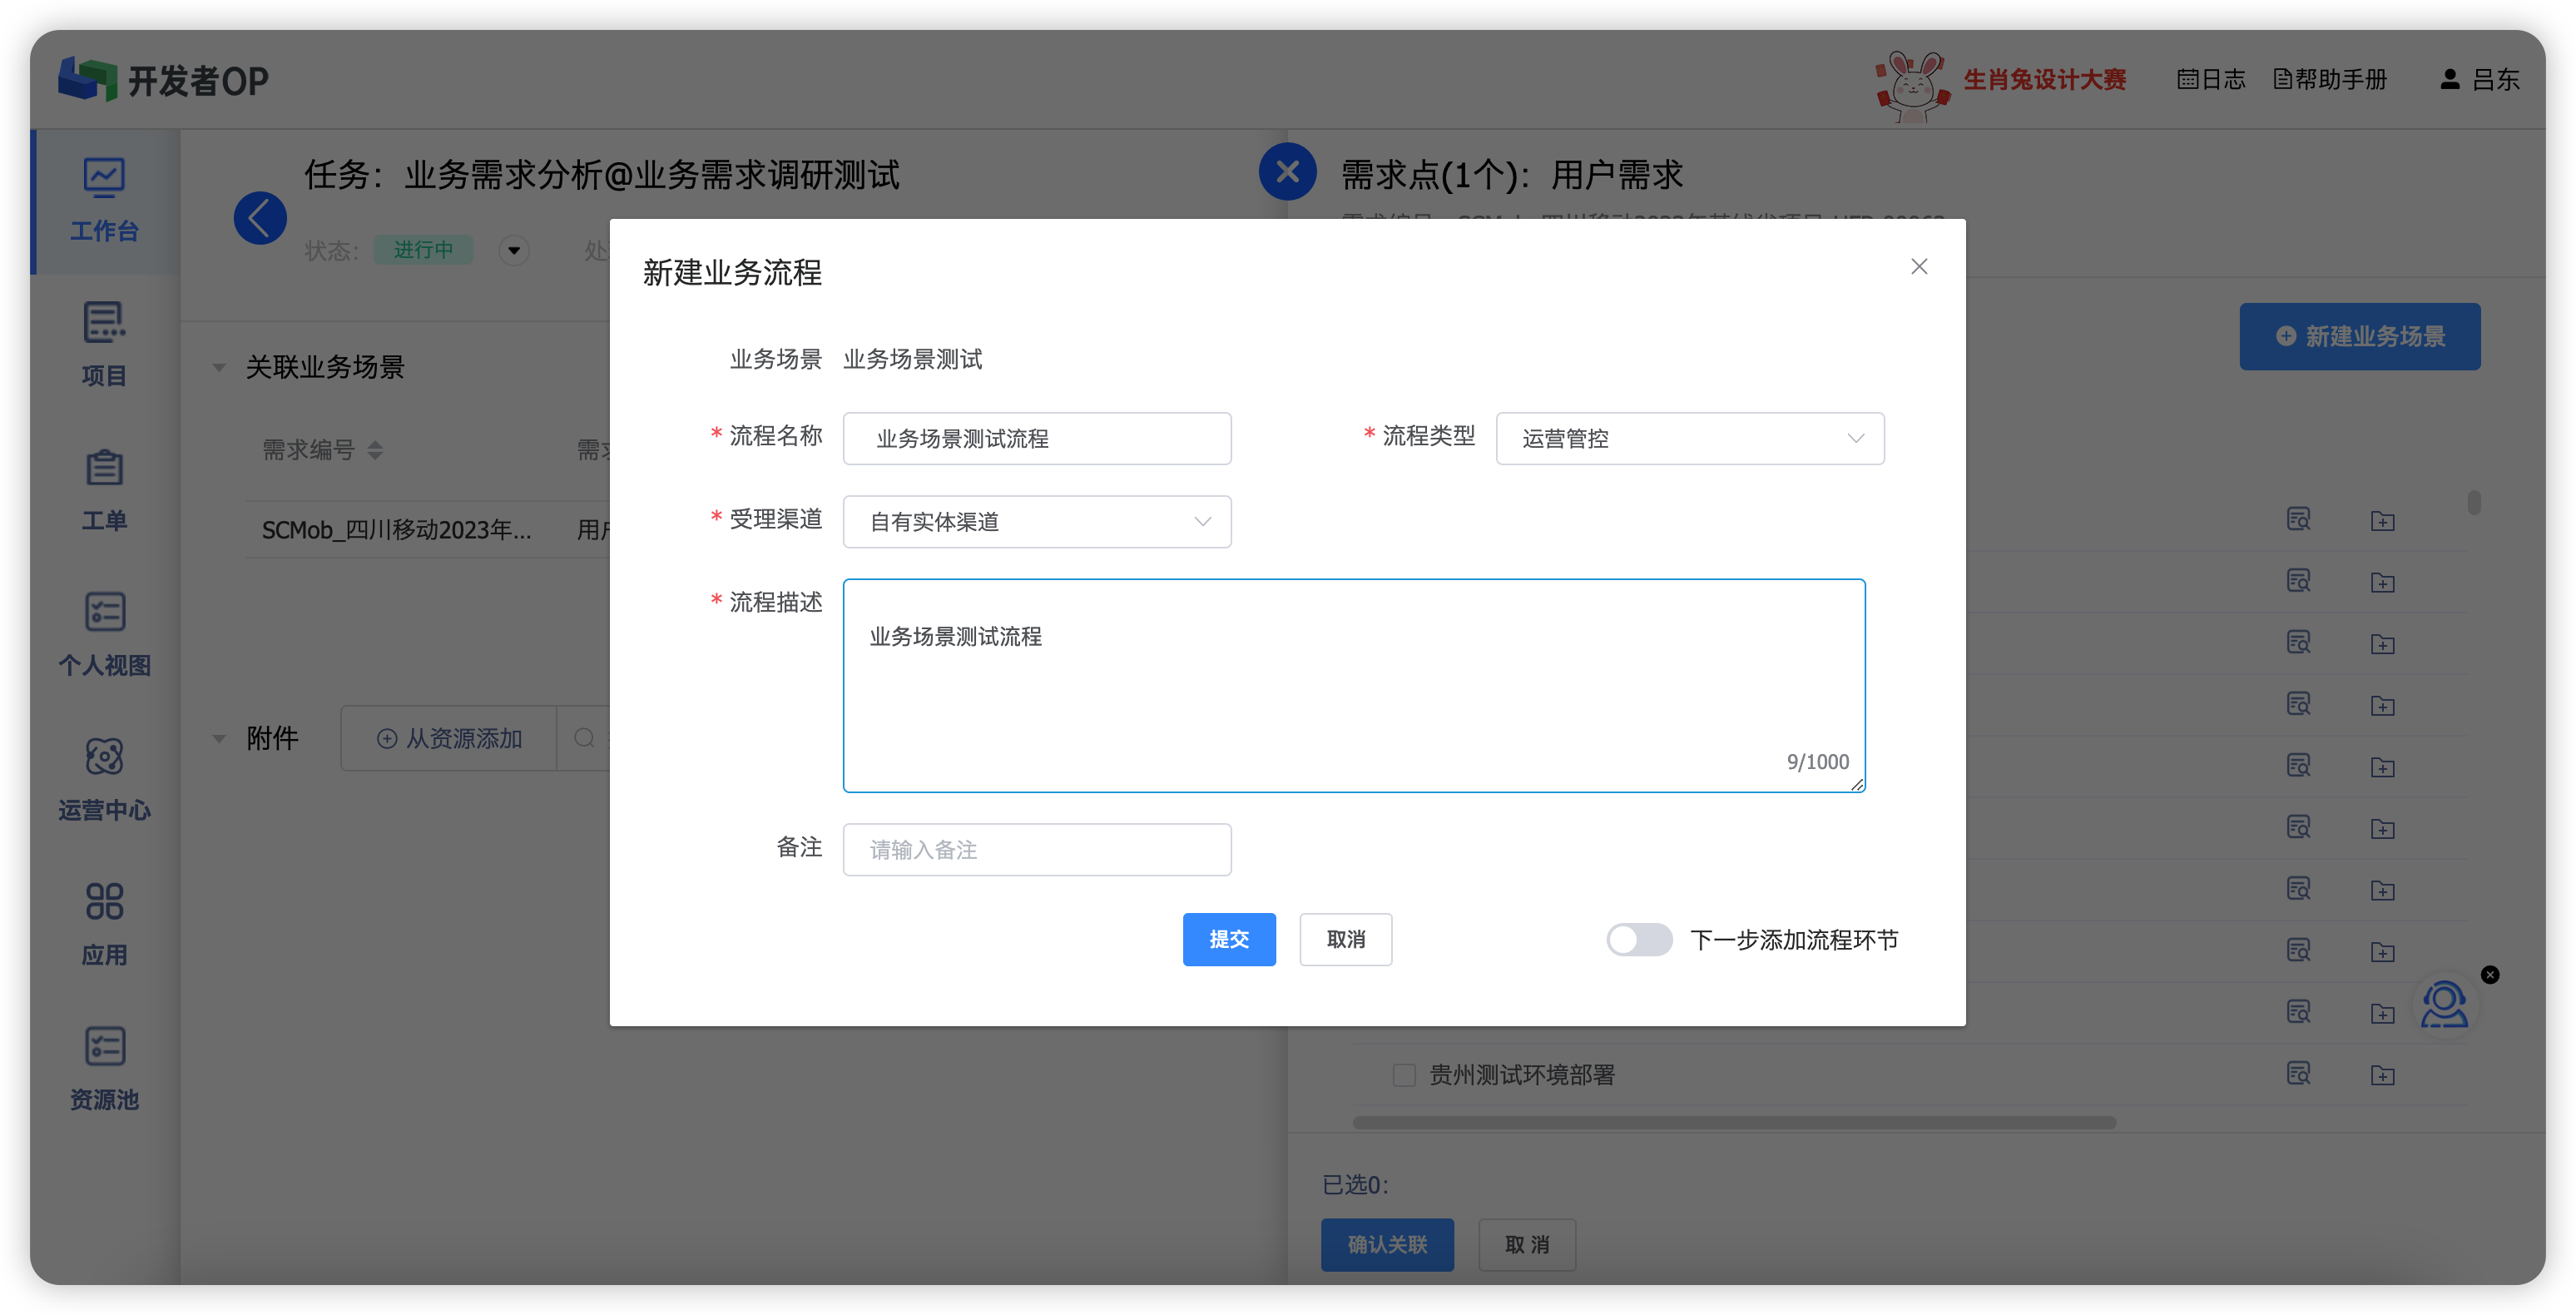 开发者OP
生肖兔设计大赛
日志
帮助手册
吕东
工作台
项目
工单
个人视图
运营中心
应用
资源池
任务：业务需求分析@业务需求调研测试
状态：
进行中
处
需求点(1个)：用户需求
新建业务场景
关联业务场景
需求编号
SCMob_四川移动2023年...
附件
从资源添加
新建业务流程
业务场景 业务场景测试
* 流程名称 业务场景测试流程
* 流程类型 运营管控
* 受理渠道 自有实体渠道
* 流程描述 业务场景测试流程
9/1000
备注 请输入备注
提交
取消
下一步添加流程环节
贵州测试环境部署
已选0：
确认关联
取 消